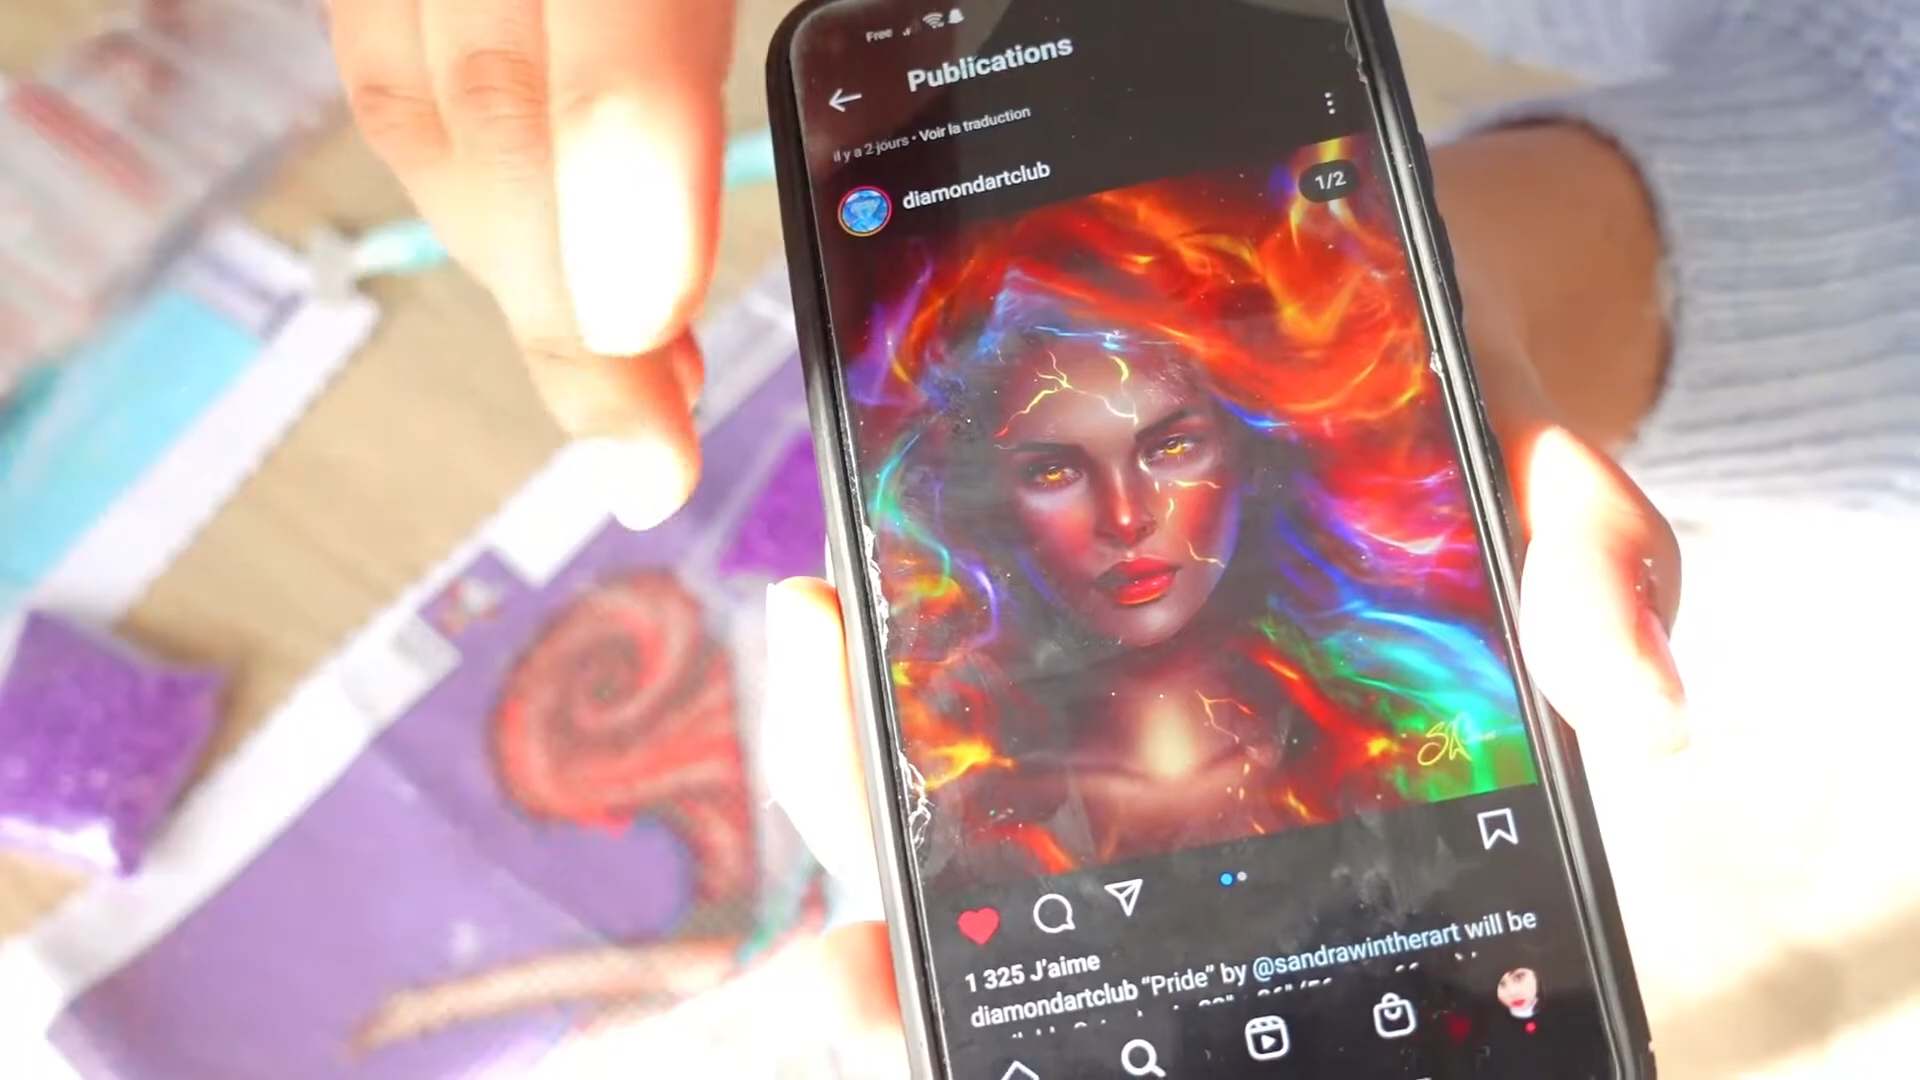 Free
Publications
il y a 2 jours • Voir la traduction
diamondartclub
1/2
1 325 J'aime
diamondartclub “Pride” by @sandrawintherart will be